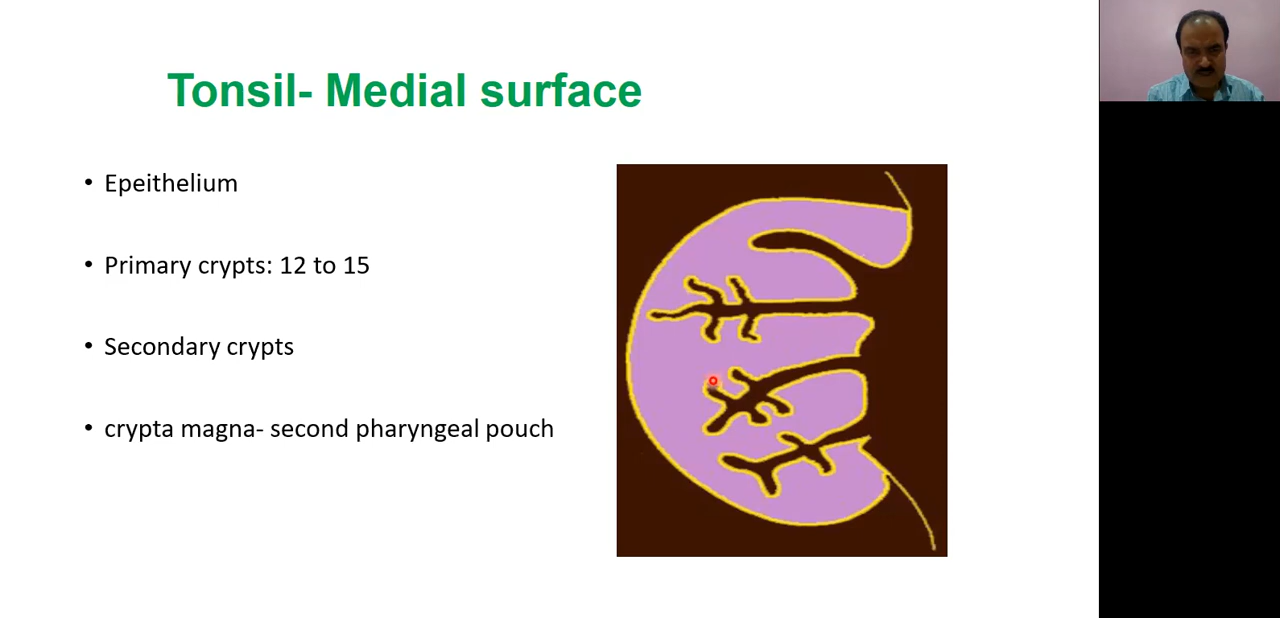 Tonsil- Medial surface
• Epeithelium
• Primary crypts: 12 to 15
• Secondary crypts
• crypta magna- second pharyngeal pouch